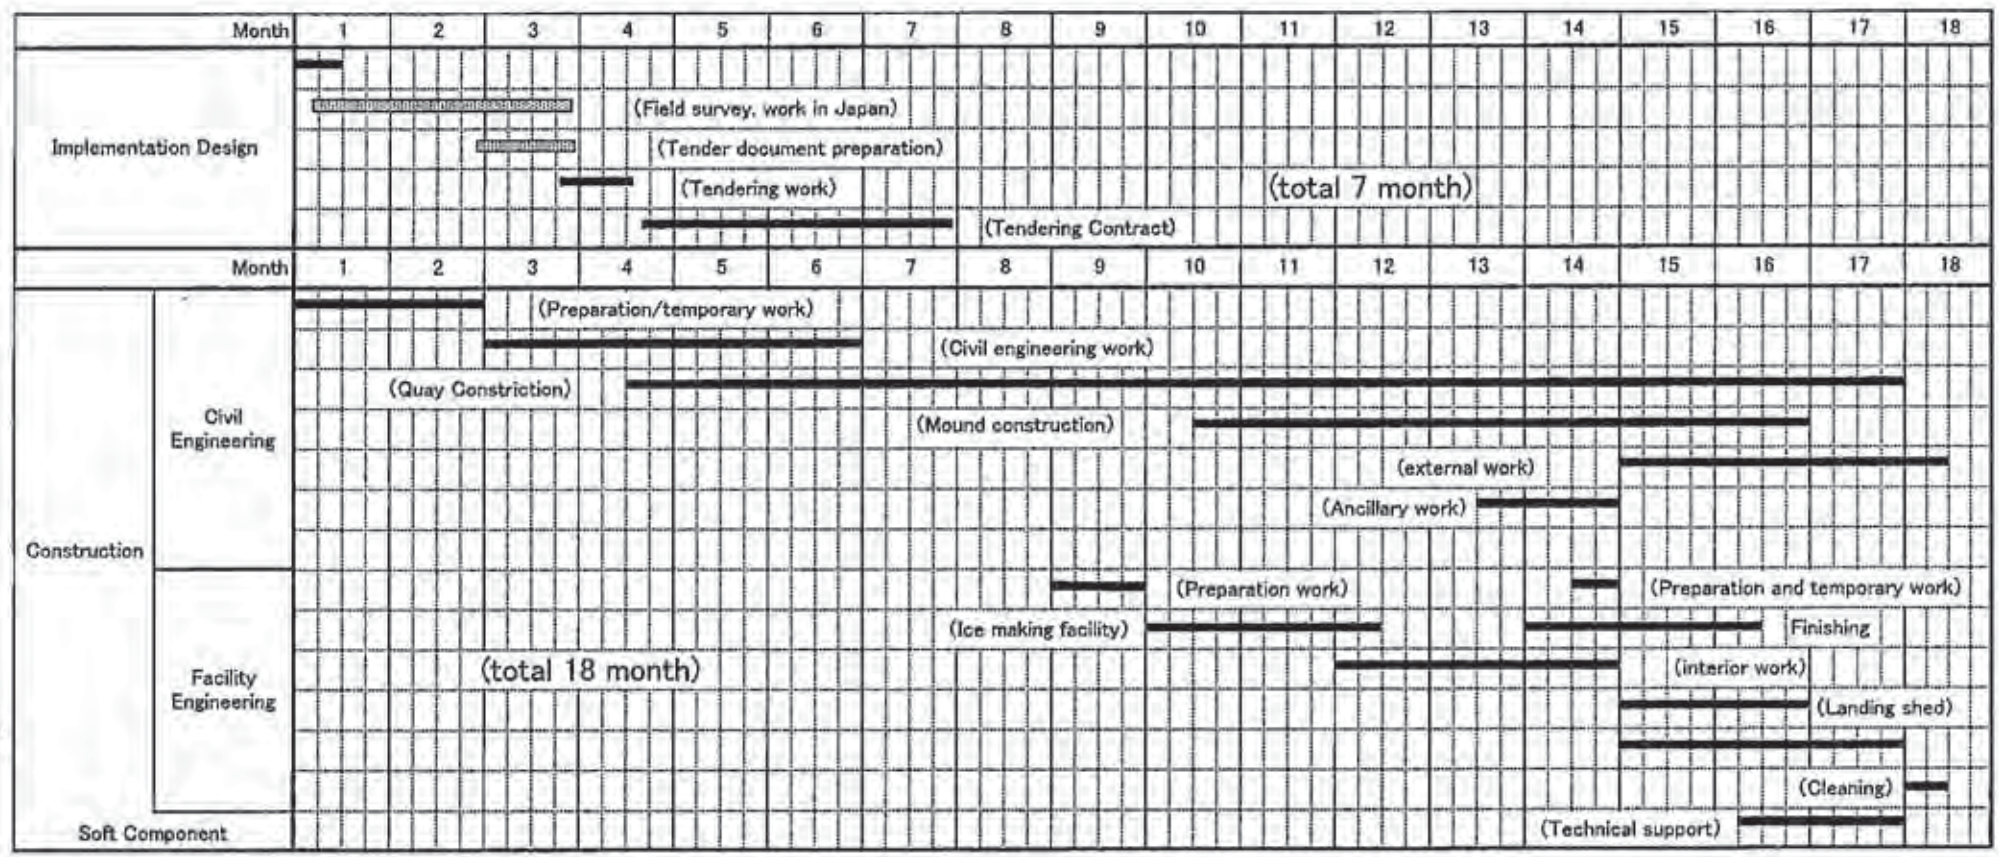 Month 1 2 3 4 5 6 7 8 9 10 11 12 13 14 15 16 17 18
(Field survey, work in Japan)
Implementation Design
(Tender document preparation)
(Tendering work)
(total 7 month)
(Tendering Contract)
Month 1 2 3 4 5 6 7 8 9 10 11 12 13 14 15 16 17 18
(Preparation/temporary work)
(Civil engineering work)
(Quay Constriction)
Civil
Engineering
(Mound construction)
(external work)
(Ancillary work)
Construction
(Preparation work) (Preparation and temporary work)
(Ice making facility) Finishing
(total 18 month)
(interior work)
Facility
Engineering
(Landing shed)
(Cleaning)
Soft Component (Technical support)